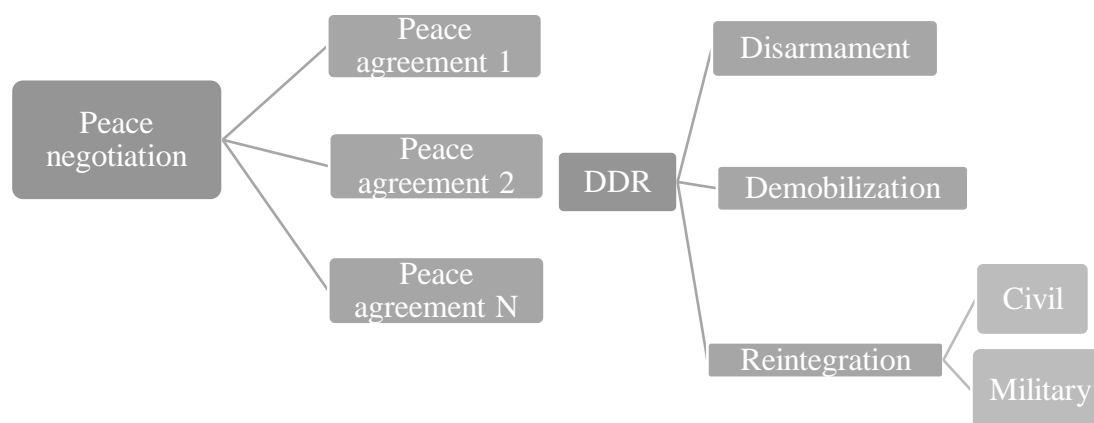 Peace
negotiation
Peace
agreement 1
Peace
agreement 2
Peace
agreement N
DDR
Disarmament
Demobilization
Reintegration
Civil
Military